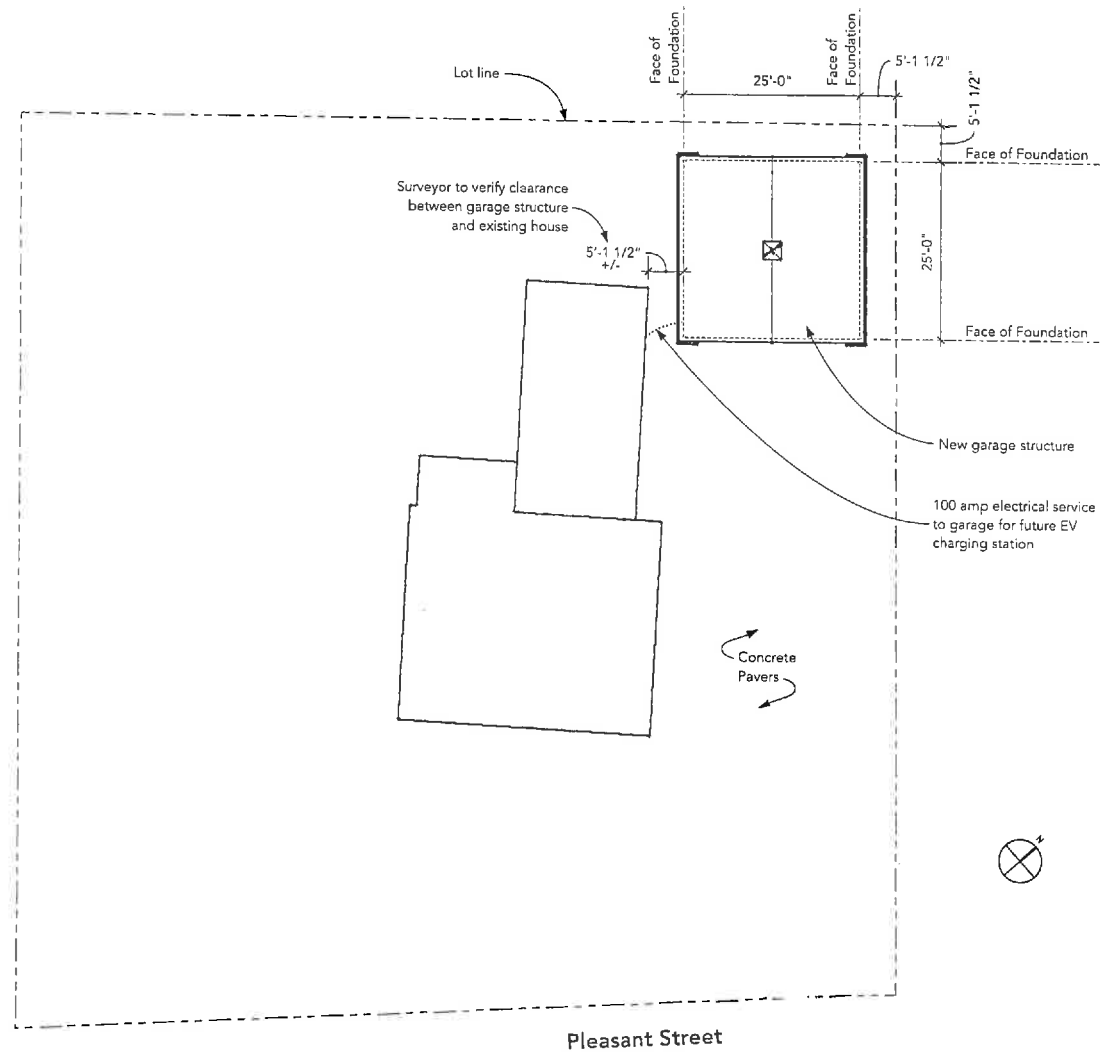 Face of
Foundation
Face of
Foundation
5'-1 1/2"
25'-0"
Lot line
5'-1 1/2"
Face of Foundation
Surveyor to verify clearance
between garage structure
and existing house
5'-1 1/2"
+/-
25'-0"
Face of Foundation
New garage structure
100 amp electrical service
to garage for future EV
charging station
Concrete
Pavers
N
Pleasant Street